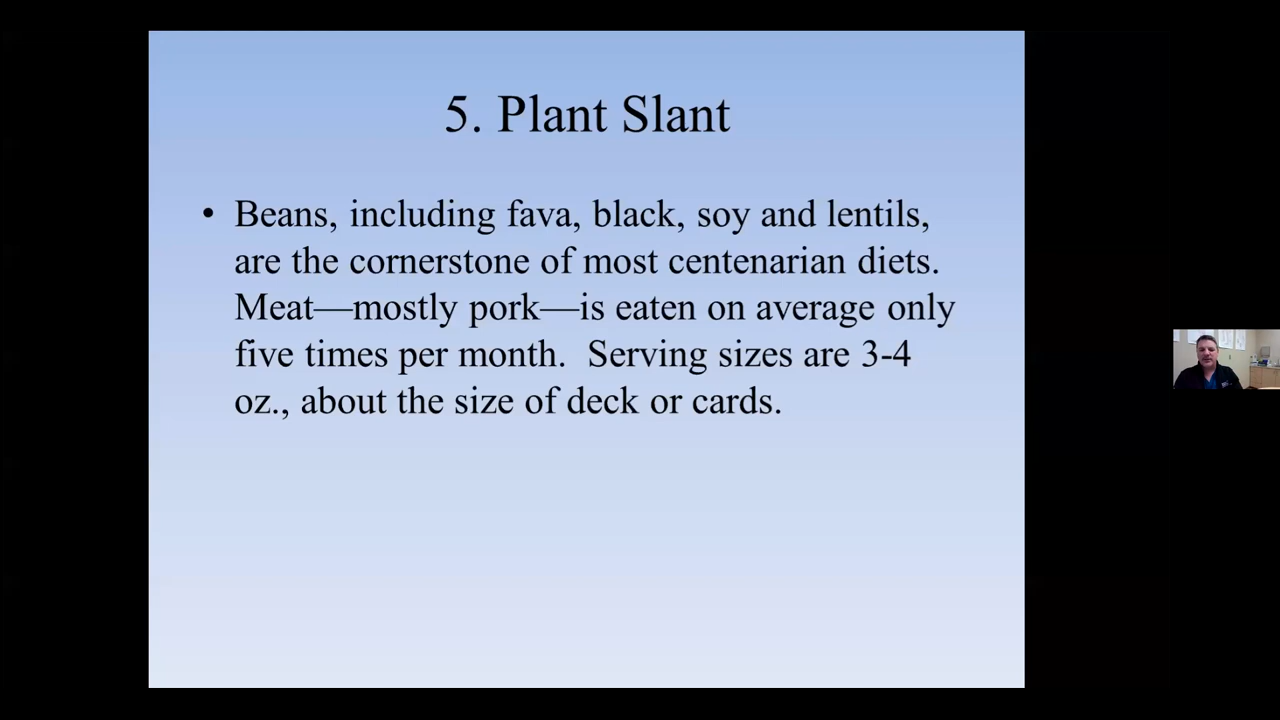 5. Plant Slant
• Beans, including fava, black, soy and lentils,
are the cornerstone of most centenarian diets.
Meat—mostly pork—is eaten on average only
five times per month.  Serving sizes are 3-4
oz., about the size of deck or cards.